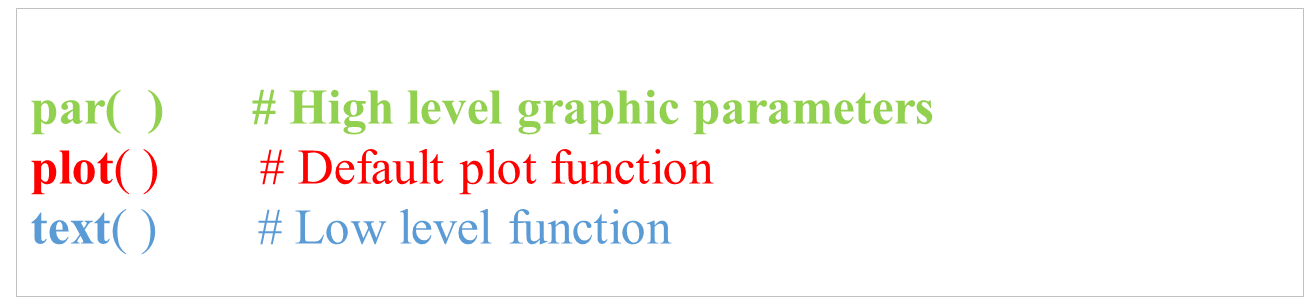 par(  )        # High level graphic parameters
plot( )         # Default plot function
text( )         # Low level function